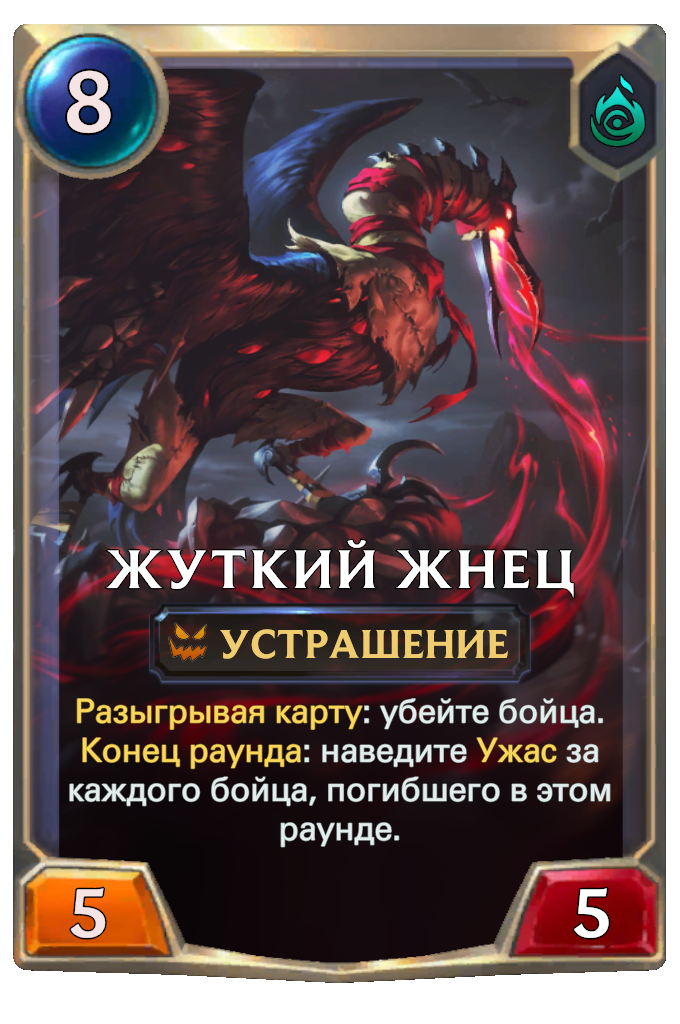 8
ЖУТКИЙ ЖНЕЦ
УСТРАШЕНИЕ
Разыгрывая карту: убейте бойца.
Конец раунда: наведите Ужас за
каждого бойца, погибшего в этом
раунде.
5
5